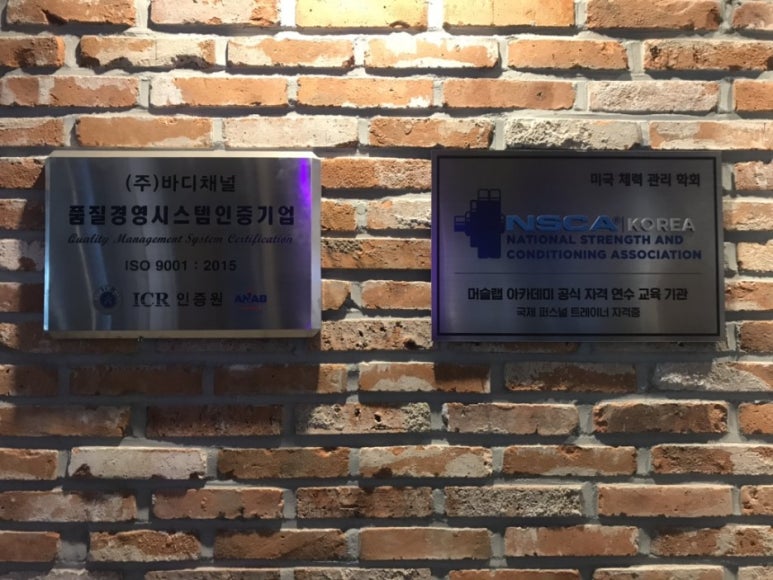 (주)바디채널
품질경영시스템인증기업
Quality Management System Certification
ISO 9001 : 2015
ICR 인증원 ANAB
미국 체력 관리 학회
NSCA KOREA
NATIONAL STRENGTH AND
CONDITIONING ASSOCIATION
머슬랩 아카데미 공식 자격 연수 교육 기관
국제 퍼스널 트레이너 자격증